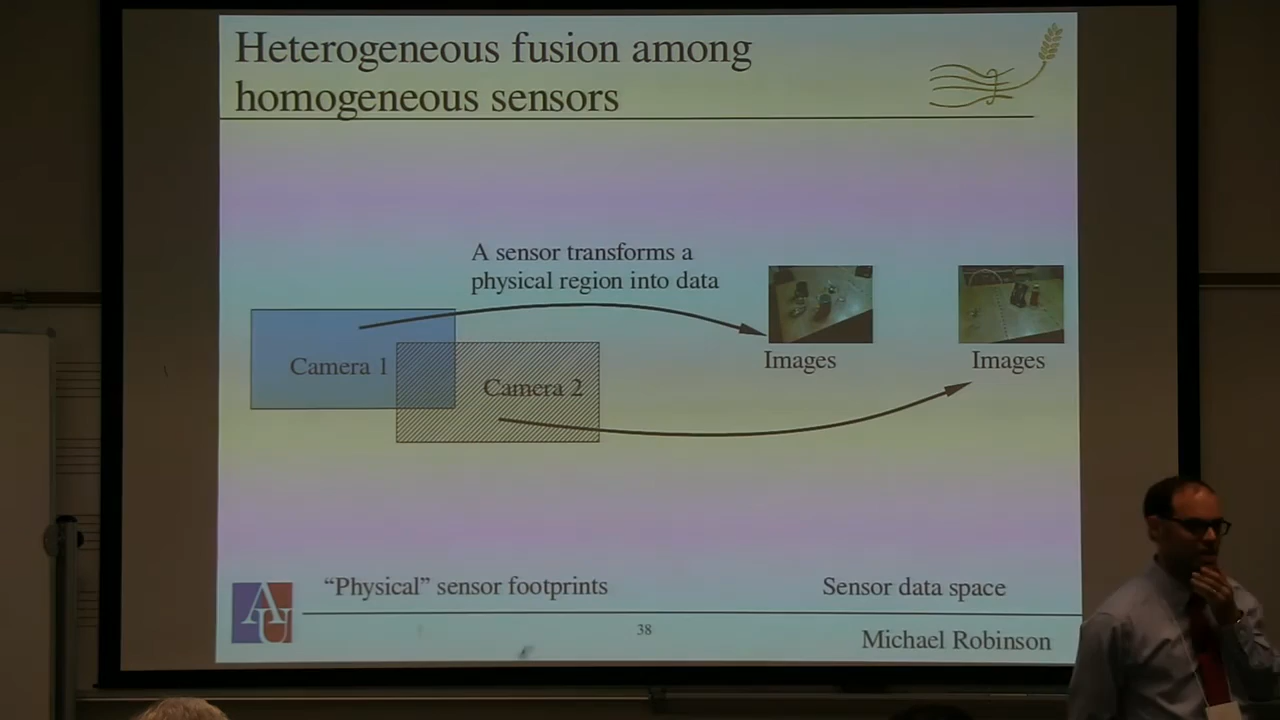 Heterogeneous fusion among
homogeneous sensors
A sensor transforms a
physical region into data
Camera 1
Camera 2
Images
Images
"Physical" sensor footprints
Sensor data space
AU
38
Michael Robinson